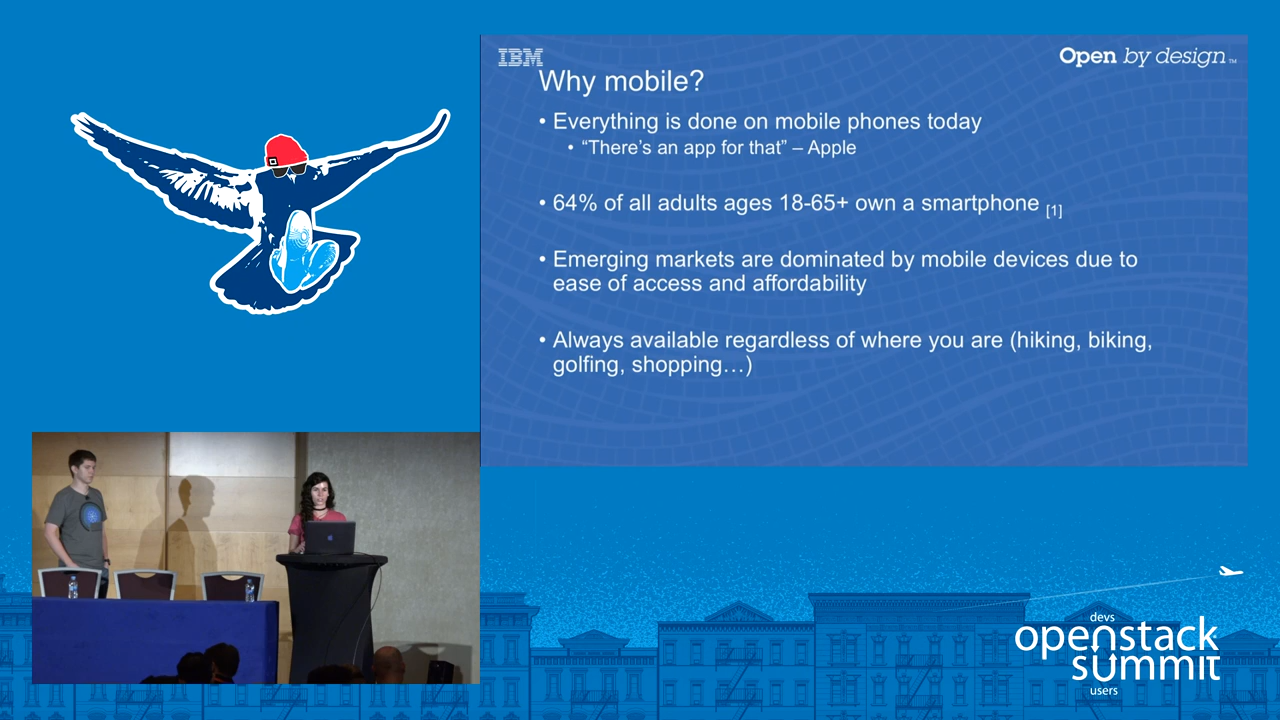 IBM
Open by design™
Why mobile?
• Everything is done on mobile phones today
• “There’s an app for that” – Apple
• 64% of all adults ages 18-65+ own a smartphone [1]
• Emerging markets are dominated by mobile devices due to
ease of access and affordability
• Always available regardless of where you are (hiking, biking,
golfing, shopping…)
devs
openstack
summit
users